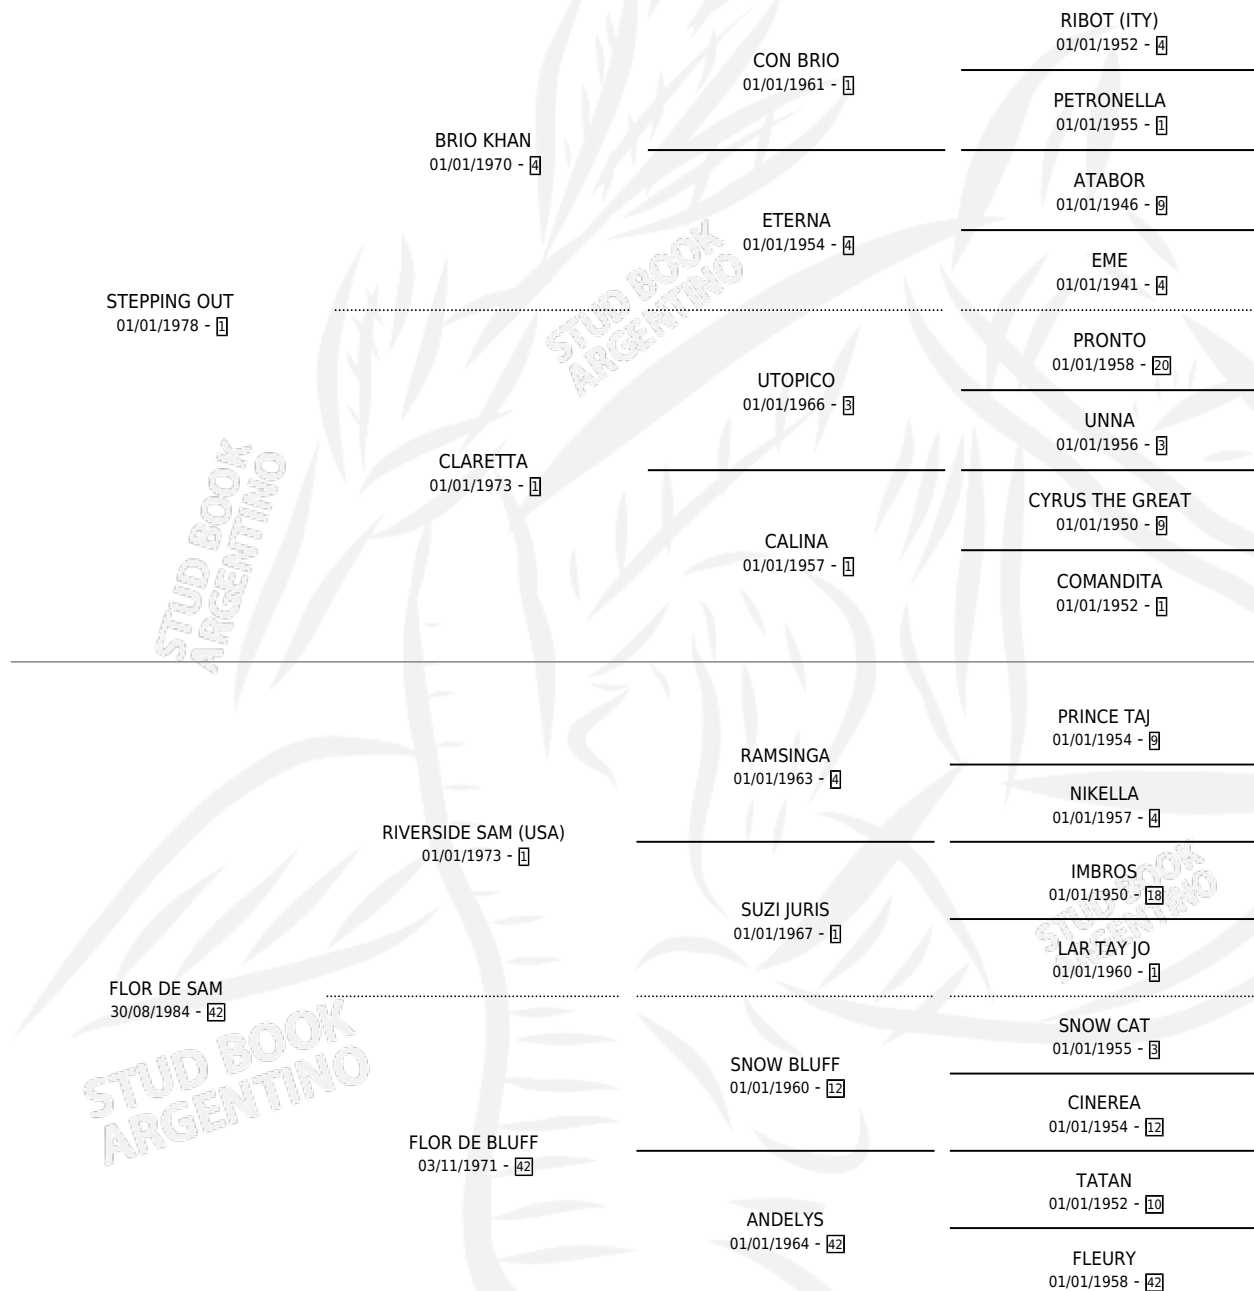 STEPPING OUT
01/01/1978 - 1
BRIO KHAN
01/01/1970 - 4
CLARETTA
01/01/1973 - 1
CON BRIO
01/01/1961 - 1
ETERNA
01/01/1954 - 4
UTOPICO
01/01/1966 - 3
CALINA
01/01/1957 - 1
RIBOT (ITY)
01/01/1952 - 4
PETRONELLA
01/01/1955 - 1
ATABOR
01/01/1946 - 9
EME
01/01/1941 - 4
PRONTO
01/01/1958 - 20
UNNA
01/01/1956 - 3
CYRUS THE GREAT
01/01/1950 - 9
COMANDITA
01/01/1952 - 1
STUD BOOK
ARGENTINO
STUD BOOK
ARGENTINO
FLOR DE SAM
30/08/1984 - 42
RIVERSIDE SAM (USA)
01/01/1973 - 1
FLOR DE BLUFF
03/11/1971 - 42
RAMSINGA
01/01/1963 - 4
SUZI JURIS
01/01/1967 - 1
SNOW BLUFF
01/01/1960 - 12
ANDELYS
01/01/1964 - 42
PRINCE TAJ
01/01/1954 - 9
NIKELLA
01/01/1957 - 4
IMBROS
01/01/1950 - 18
LAR TAY JO
01/01/1960 - 1
SNOW CAT
01/01/1955 - 3
CINEREA
01/01/1954 - 12
TATAN
01/01/1952 - 10
FLEURY
01/01/1958 - 42
STUD BOOK
ARGENTINO
STUD BOOK
ARGENTINO